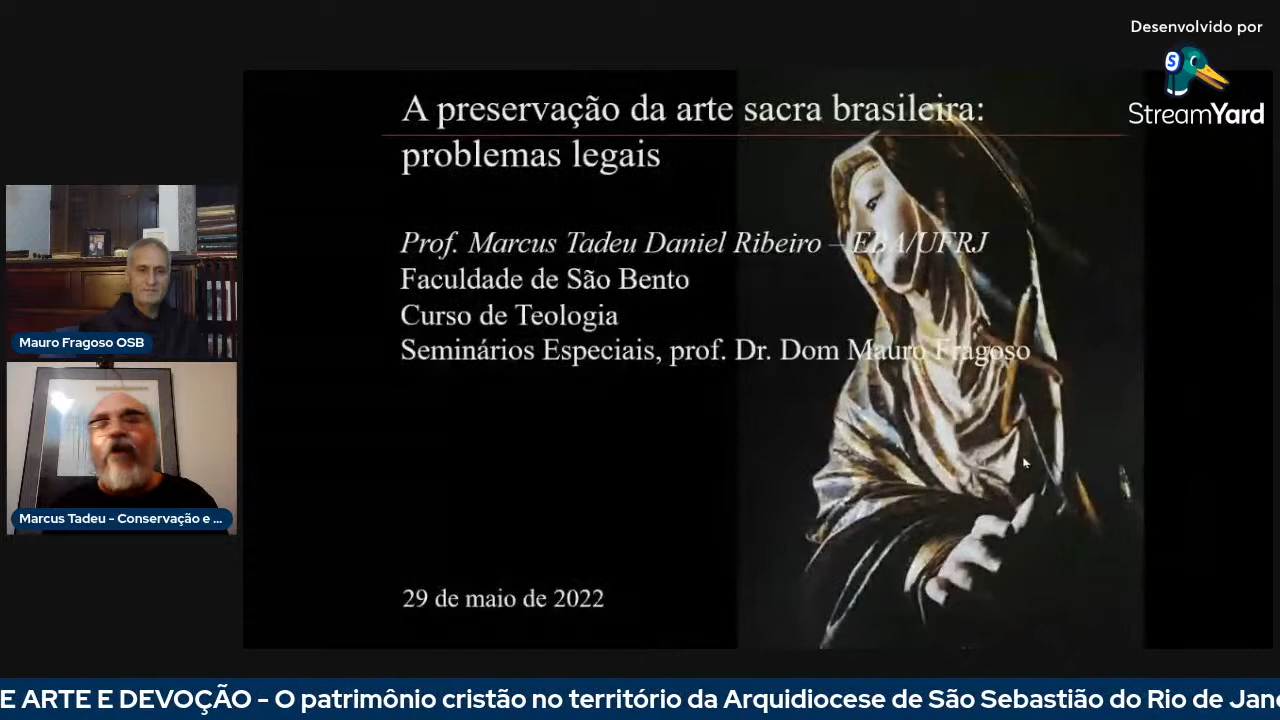 Desenvolvido por
StreamYard
A preservação da arte sacra brasileira:
problemas legais
Prof. Marcus Tadeu Daniel Ribeiro – EBA/UFRJ
Faculdade de São Bento
Curso de Teologia
Seminários Especiais, prof. Dr. Dom Mauro Fragoso
29 de maio de 2022
Mauro Fragoso OSB
Marcus Tadeu - Conservação e ...
E ARTE E DEVOÇÃO - O patrimônio cristão no território da Arquidiocese de São Sebastião do Rio de Jan